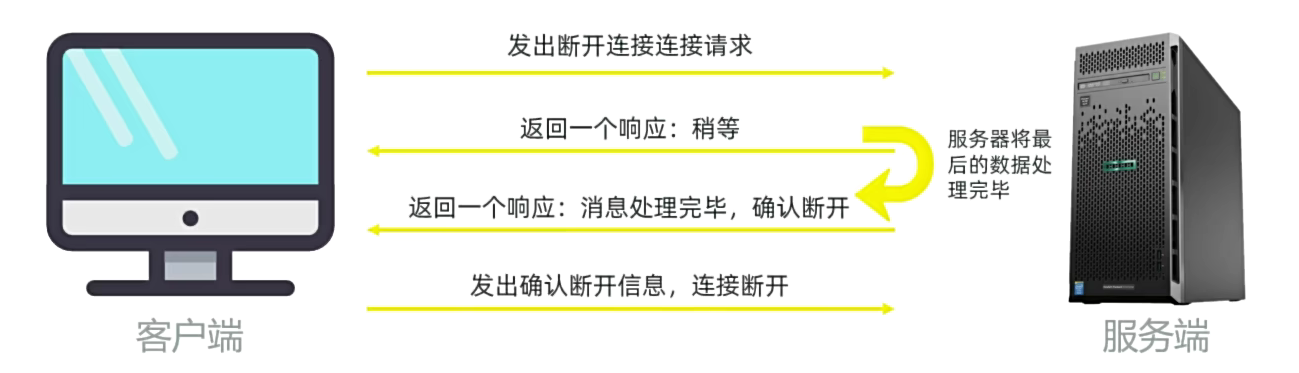 发出断开连接连接请求
返回一个响应：稍等
服务器将最
后的数据处
理完毕
返回一个响应：消息处理完毕，确认断开
发出确认断开信息，连接断开
客户端
服务端